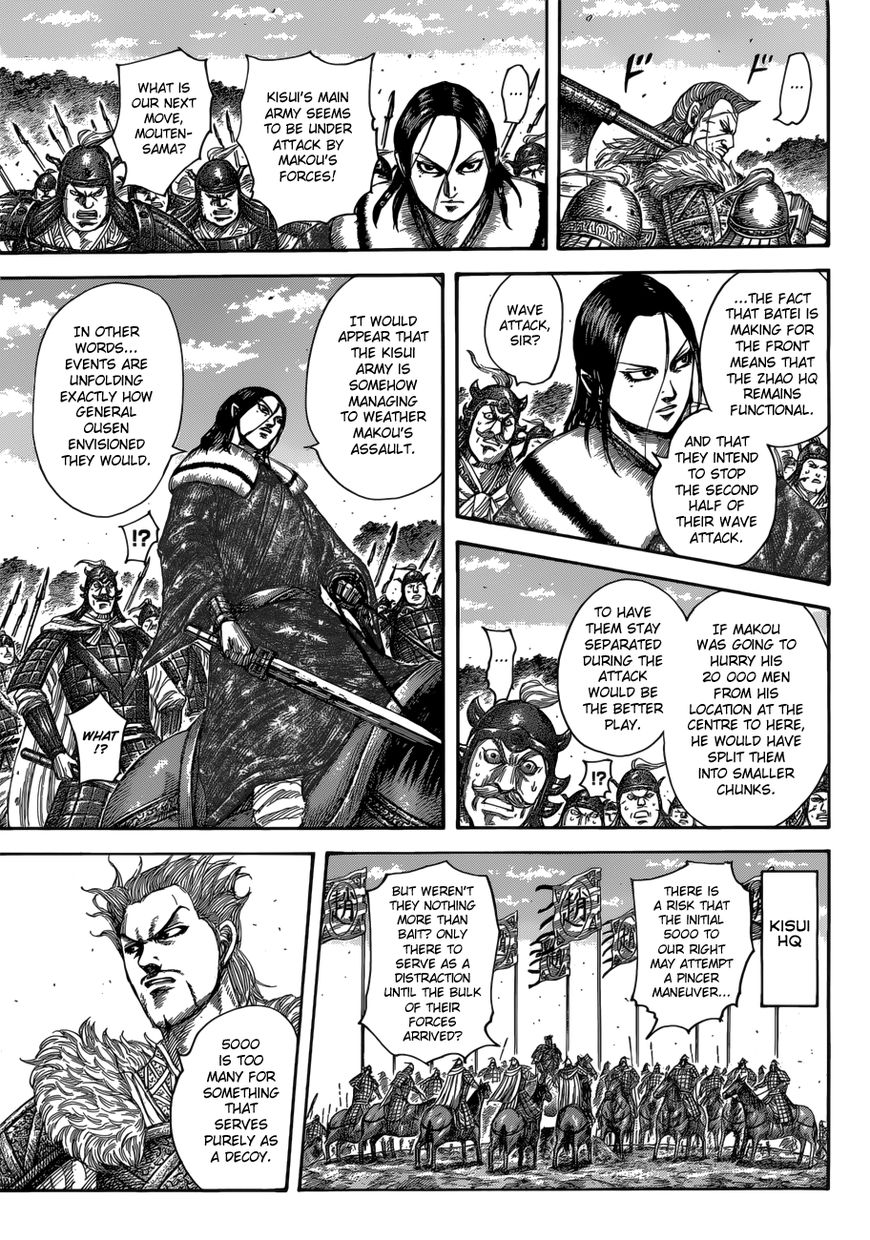 ドドッ
...
...
KISUI'S MAIN
ARMY SEEMS
TO BE UNDER
ATTACK BY
MAKOU'S
FORCES!
WHAT IS
OUR NEXT
MOVE,
MOUTEN-
SAMA?
...THE FACT
THAT BATEI IS
MAKING FOR
THE FRONT
MEANS THAT
THE ZHAO HQ
REMAINS
FUNCTIONAL.
AND THAT
THEY INTEND
TO STOP
THE SECOND
HALF OF
THEIR WAVE
ATTACK.
WAVE
ATTACK,
SIR?
IF MAKOU
WAS GOING TO
HURRY HIS
20 000 MEN
FROM HIS
LOCATION AT THE
CENTRE TO HERE,
HE WOULD HAVE
SPLIT THEM
INTO SMALLER
CHUNKS.
TO HAVE
THEM STAY
SEPARATED
DURING THE
ATTACK
WOULD BE
THE BETTER
PLAY.
...
!?
IT WOULD
APPEAR THAT
THE KISUI
ARMY IS
SOMEHOW
MANAGING
TO WEATHER
MAKOU'S
ASSAULT.
IN OTHER
WORDS...
EVENTS ARE
UNFOLDING
EXACTLY HOW
GENERAL
OUSEN
ENVISIONED
THEY WOULD.
!?
WHAT
!?
KISUI
HQ
趙
趙
THERE IS
A RISK THAT
THE INITIAL
5000 TO
OUR RIGHT
MAY ATTEMPT
A PINCER
MANEUVER...
BUT WEREN'T
THEY NOTHING
MORE THAN
BAIT? ONLY
THERE TO
SERVE AS A
DISTRACTION
UNTIL THE BULK
OF THEIR
FORCES
ARRIVED?
5000
IS TOO
MANY FOR
SOMETHING
THAT
SERVES
PURELY AS
A DECOY.